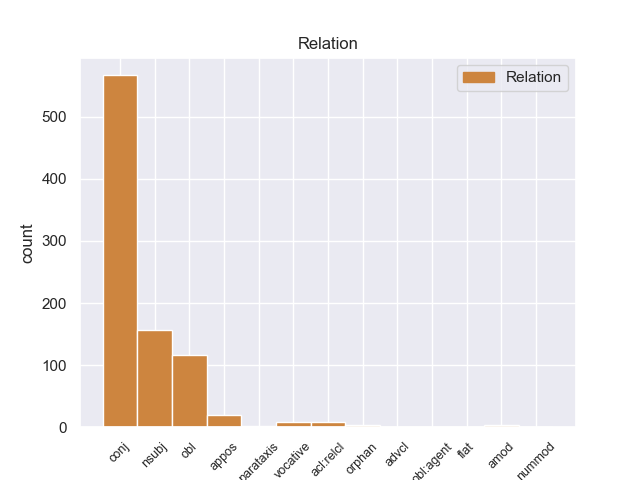 Relation
Relation
500
400
300
200
100
0
count
conj
nsubj
obl
appos
parataxis
vocative
acl:relcl
orphan
advcl
obl:agent
flat
amod
nummod